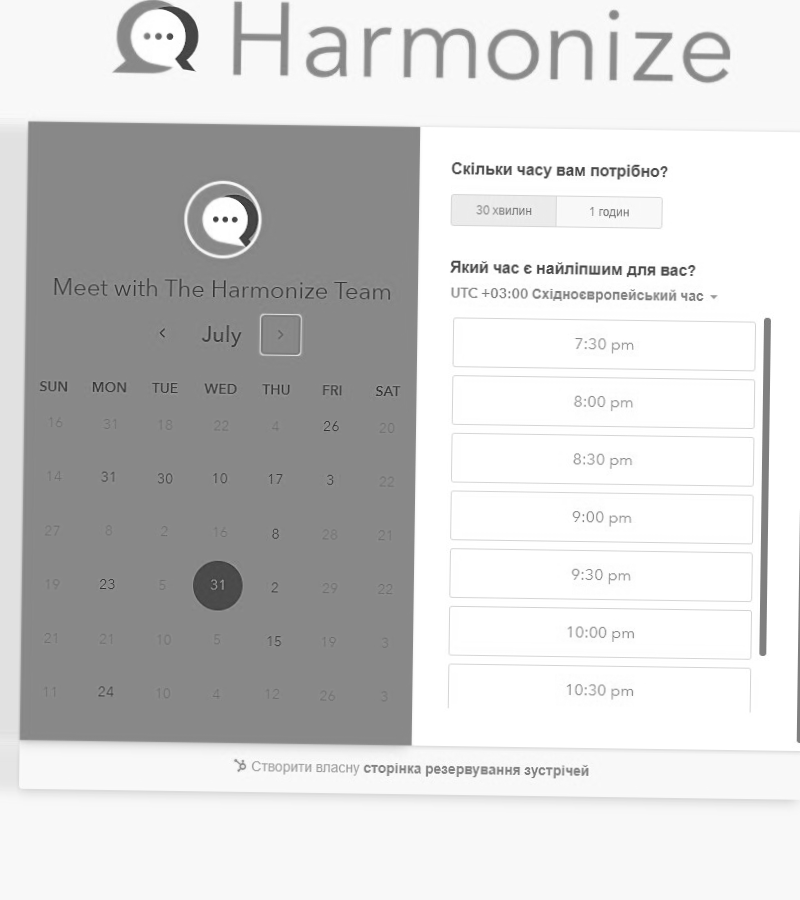 Harmonize
Meet with The Harmonize Team
July
SUN MON TUE WED THU FRI SAT
16 31 18 22 4 26 20
14 31 30 10 17 3 22
27 8 2 16 8 28 21
19 23 5 31 2 29 22
21 21 10 5 15 19 3
11 24 10 4 12 26 3
Скільки часу вам потрібно?
30 хвилин 1 годин
Який час є найліпшим для вас?
UTC +03:00 Східноєвропейський час
7:30 pm
8:00 pm
8:30 pm
9:00 pm
9:30 pm
10:00 pm
10:30 pm
Створити власну сторінка резервування зустрічей